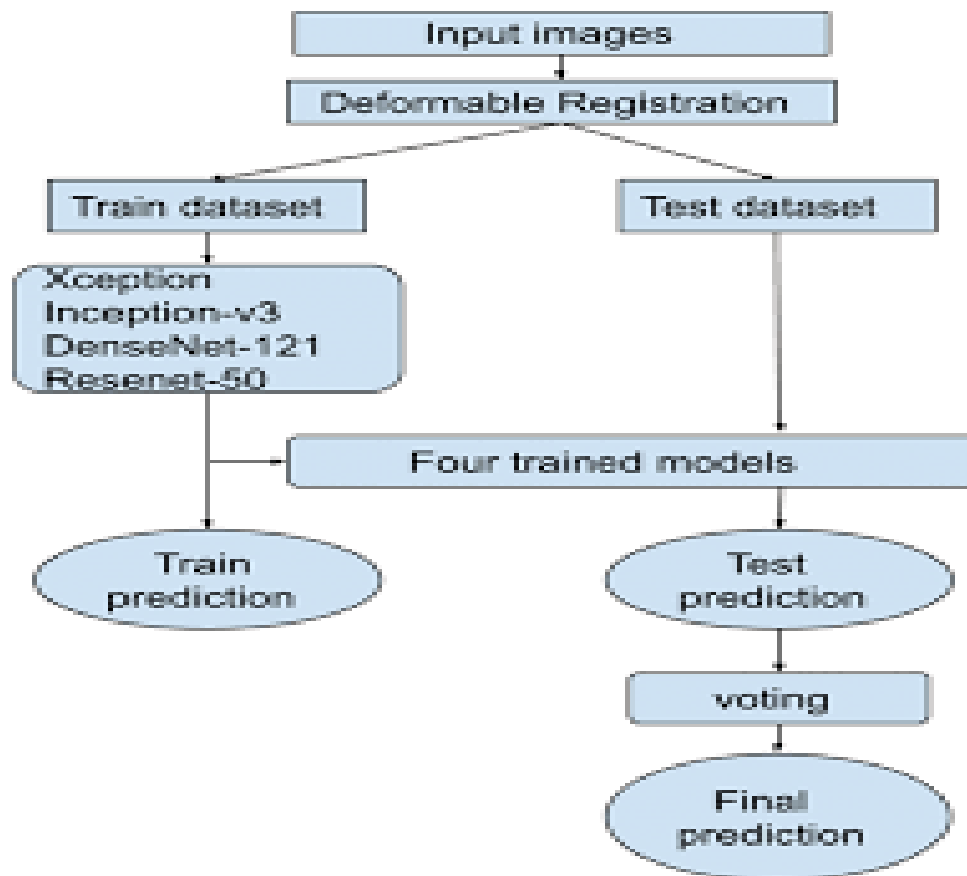 Input images
Deformable Registration
Train dataset
Test dataset
Xception
Inception-v3
DenseNet-121
Resenet-50
Four trained models
Train
prediction
Test
prediction
voting
Final
prediction